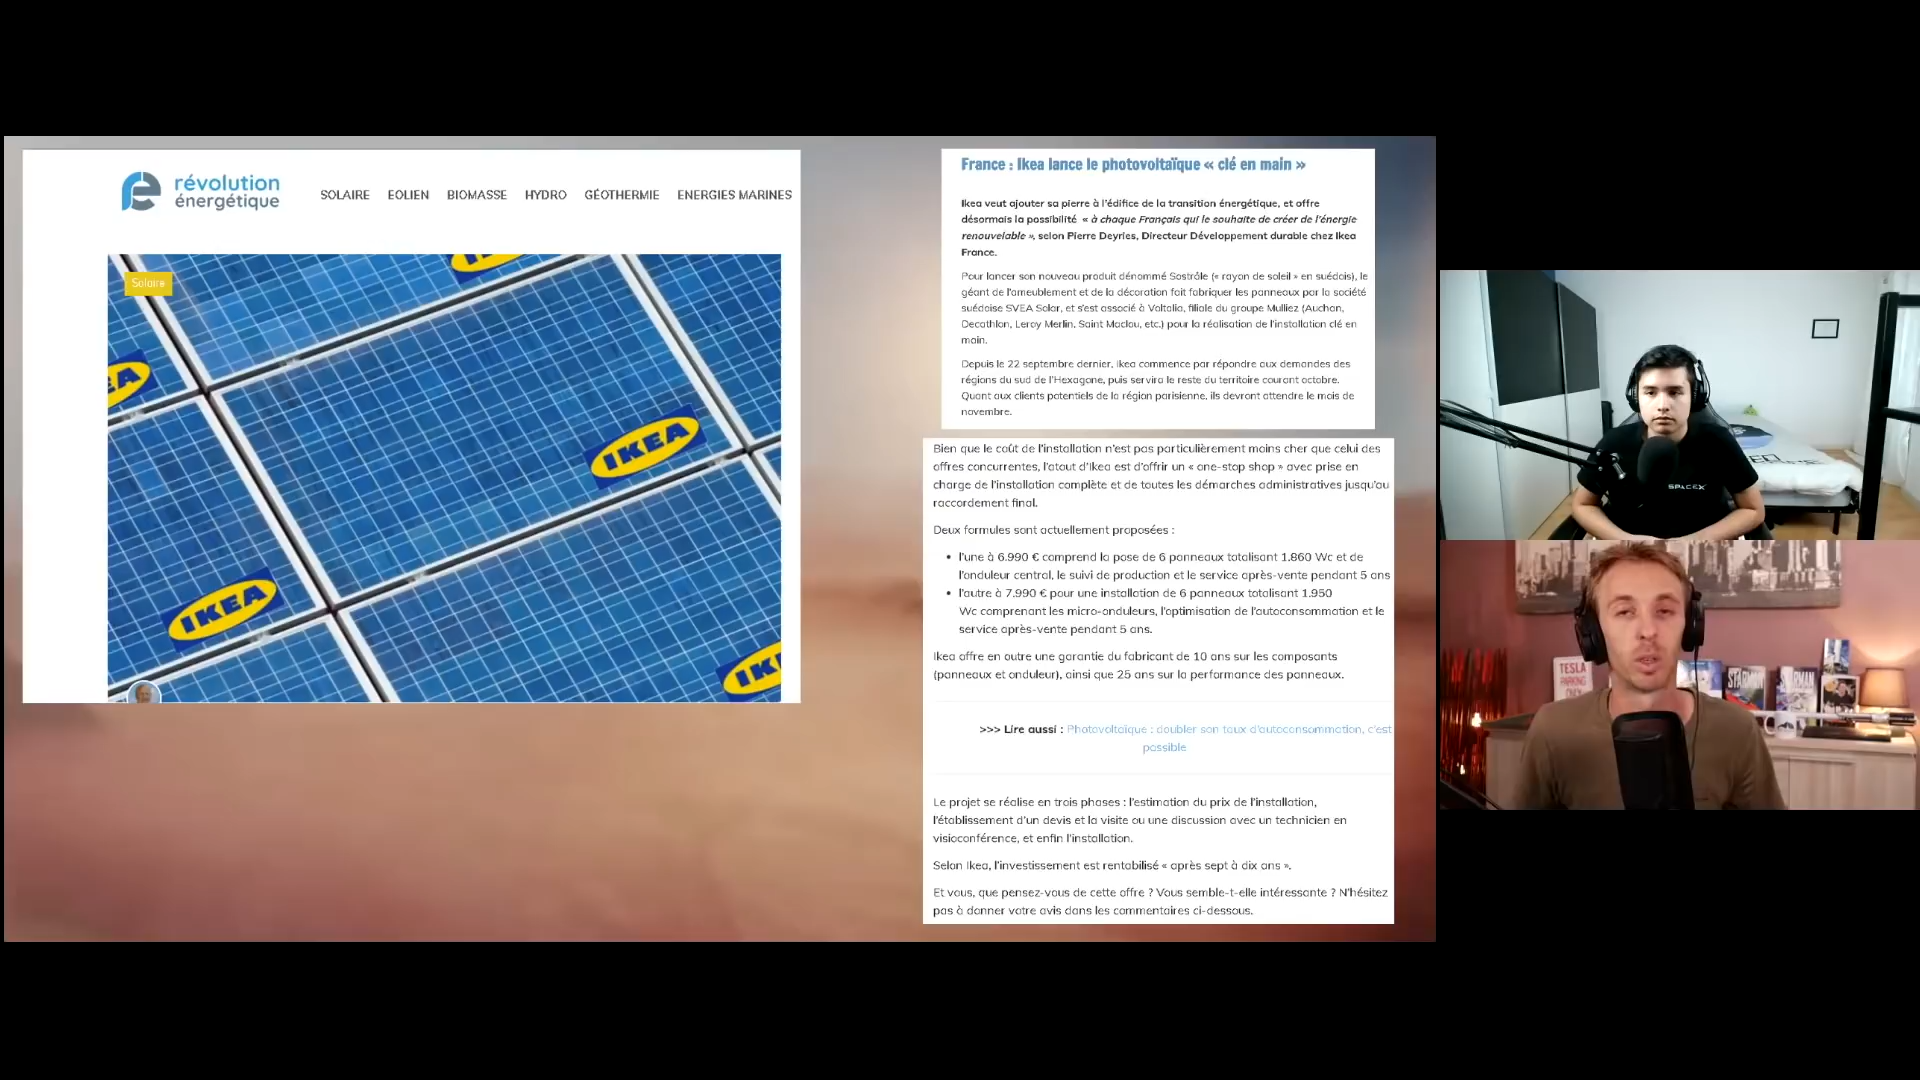 révolution
énergétique
SOLAIRE EOLIEN BIOMASSE HYDRO GÉOTHERMIE ENERGIES MARINES
Solaire
IKEA
IKEA
France : Ikea lance le photovoltaïque « clé en main »
Ikea veut ajouter sa pierre à l'édifice de la transition énergétique, et offre
désormais la possibilité « à chaque Français qui le souhaite de créer de l'énergie
renouvelable », selon Pierre Deyries, Directeur Développement durable chez Ikea
France.
Pour lancer son nouveau produit dénommé Sostrôle (« rayon de soleil » en suédois), le
géant de l'ameublement et de la décoration fait fabriquer les panneaux par la société
suédoise SVEA Solar, et s'est associé à Voltalia, filiale du groupe Mulliez (Auchan,
Decathlon, Leroy Merlin, Saint Maclou, etc.) pour la réalisation de l'installation clé en
main.
Depuis le 22 septembre dernier, Ikea commence par répondre aux demandes des
régions du sud de l'Hexagone, puis servira le reste du territoire courant octobre.
Quant aux clients potentiels de la région parisienne, ils devront attendre le mois de
novembre.
Bien que le coût de l'installation n'est pas particulièrement moins cher que celui des
offres concurrentes, l'atout d'Ikea est d'offrir un « one-stop shop » avec prise en
charge de l'installation complète et de toutes les démarches administratives jusqu'au
raccordement final.
Deux formules sont actuellement proposées :
• l'une à 6.990 € comprend la pose de 6 panneaux totalisant 1.860 Wc et de
l'onduleur central, le suivi de production et le service après-vente pendant 5 ans
• l'autre à 7.990 € pour une installation de 6 panneaux totalisant 1.950
Wc comprenant les micro-onduleurs, l'optimisation de l'autoconsommation et le
service après-vente pendant 5 ans.
Ikea offre en outre une garantie du fabricant de 10 ans sur les composants
(panneaux et onduleur), ainsi que 25 ans sur la performance des panneaux.
>>> Lire aussi : Photovoltaïque : doubler son taux d'autoconsommation, c'est
possible
Le projet se réalise en trois phases : l'estimation du prix de l'installation,
l'établissement d'un devis et la visite ou une discussion avec un technicien en
visioconférence, et enfin l'installation.
Selon Ikea, l'investissement est rentabilisé « après sept à dix ans ».
Et vous, que pensez-vous de cette offre ? Vous semble-t-elle intéressante ? N'hésitez
pas à donner votre avis dans les commentaires ci-dessous.
SPACEX
TESLA
PARKING
ONLY
STARMAN